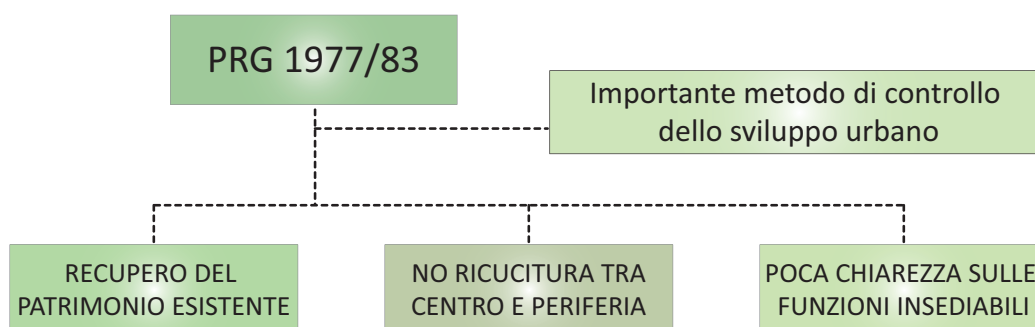 PRG 1977/83
Importante metodo di controllo
dello sviluppo urbano
RECUPERO DEL
PATRIMONIO ESISTENTE
NO RICUCITURA TRA
CENTRO E PERIFERIA
POCA CHIAREZZA SULLE
FUNZIONI INSEDIABILI